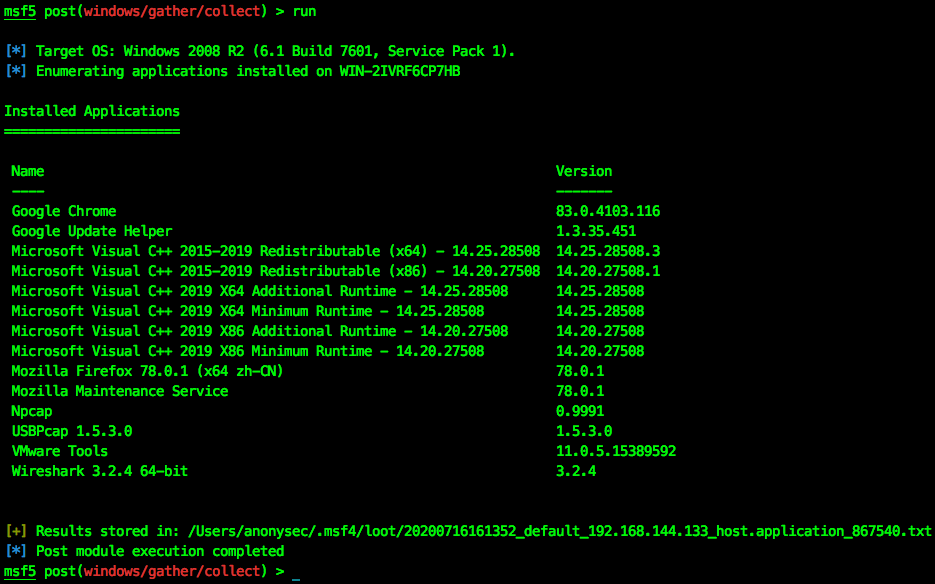 msf5 post(windows/gather/collect) > run
[*] Target OS: Windows 2008 R2 (6.1 Build 7601, Service Pack 1).
[*] Enumerating applications installed on WIN-2IVRF6CP7HB
Installed Applications
======================
Name Version
---- -------
Google Chrome 83.0.4103.116
Google Update Helper 1.3.35.451
Microsoft Visual C++ 2015-2019 Redistributable (x64) - 14.25.28508 14.25.28508.3
Microsoft Visual C++ 2015-2019 Redistributable (x86) - 14.20.27508 14.20.27508.1
Microsoft Visual C++ 2019 X64 Additional Runtime - 14.25.28508 14.25.28508
Microsoft Visual C++ 2019 X64 Minimum Runtime - 14.25.28508 14.25.28508
Microsoft Visual C++ 2019 X86 Additional Runtime - 14.20.27508 14.20.27508
Microsoft Visual C++ 2019 X86 Minimum Runtime - 14.20.27508 14.20.27508
Mozilla Firefox 78.0.1 (x64 zh-CN) 78.0.1
Mozilla Maintenance Service 78.0.1
Npcap 0.9991
USBPcap 1.5.3.0 1.5.3.0
VMware Tools 11.0.5.15389592
Wireshark 3.2.4 64-bit 3.2.4
[+] Results stored in: /Users/anonysec/.msf4/loot/20200716161352_default_192.168.144.133_host.application_867540.txt
[*] Post module execution completed
msf5 post(windows/gather/collect) > _